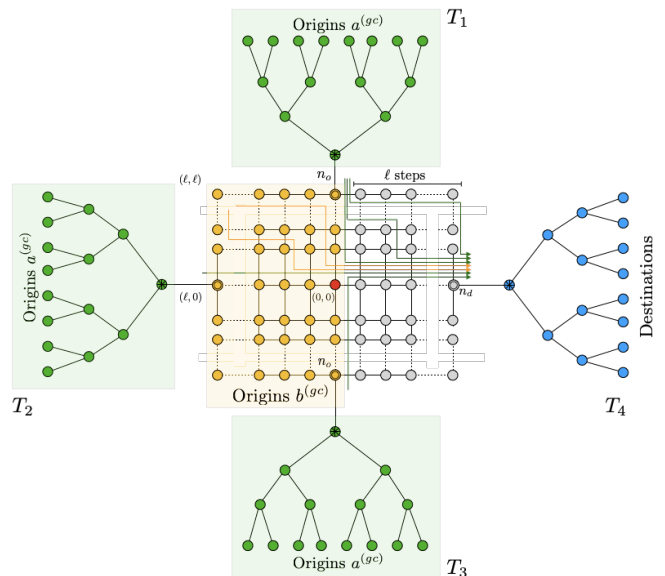 T_1
Origins a^{(gc)}
n_o
ℓ steps
(ℓ, ℓ)
Origins a^{(gc)}
(ℓ, 0)
(0, 0)
n_d
Destinations
n_o
Origins b^{(gc)}
T_2
T_4
Origins a^{(gc)}
T_3